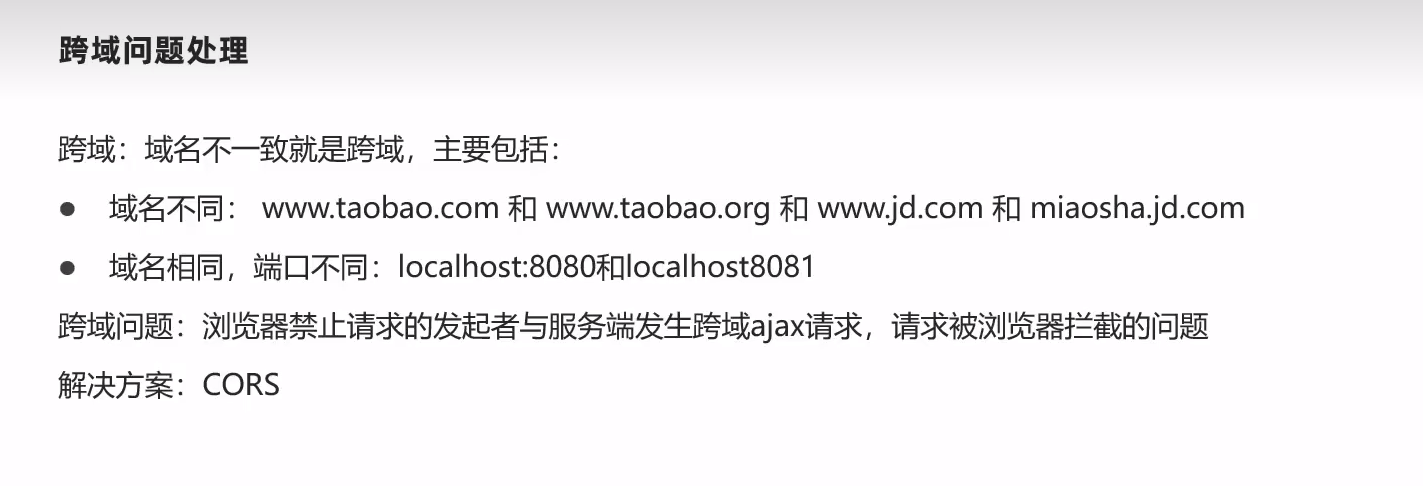 跨域问题处理
跨域：域名不一致就是跨域，主要包括：
● 域名不同： www.taobao.com 和 www.taobao.org 和 www.jd.com 和 miaosha.jd.com
● 域名相同，端口不同：localhost:8080和localhost8081
跨域问题：浏览器禁止请求的发起者与服务端发生跨域ajax请求，请求被浏览器拦截的问题
解决方案：CORS